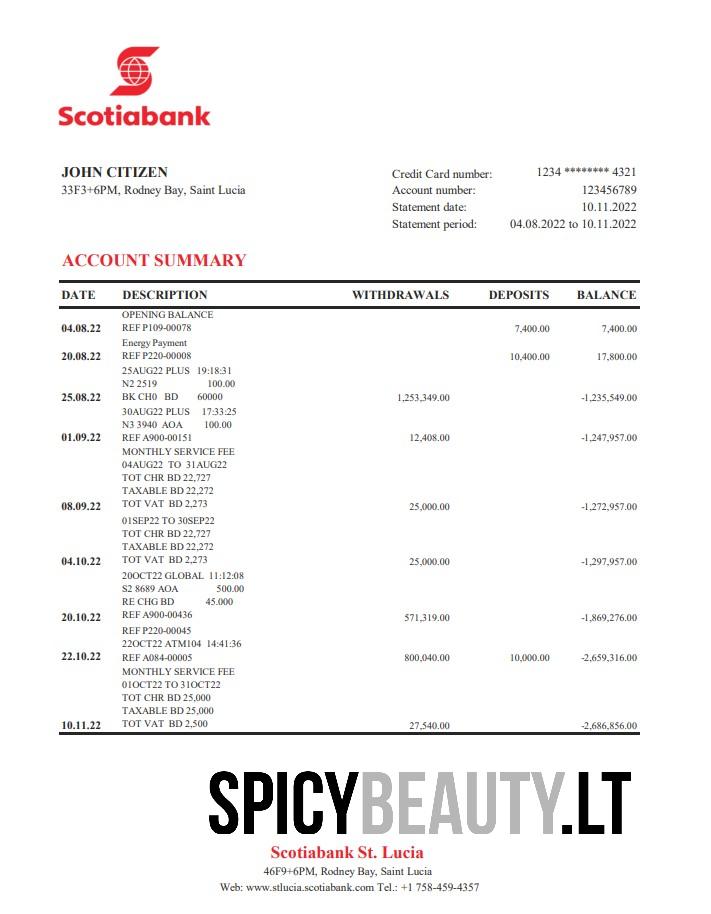 Scotiabank
JOHN CITIZEN
33F3+6PM, Rodney Bay, Saint Lucia
Credit Card number: 1234 ******** 4321
Account number: 123456789
Statement date: 10.11.2022
Statement period: 04.08.2022 to 10.11.2022
ACCOUNT SUMMARY
DATE DESCRIPTION WITHDRAWALS DEPOSITS BALANCE
OPENING BALANCE
04.08.22 REF P109-00078 7,400.00 7,400.00
Energy Payment
20.08.22 REF P220-00008 10,400.00 17,800.00
25AUG22 PLUS 19:18:31
N2 2519 100.00
25.08.22 BK CH0 BD 60000 1,253,349.00 -1,235,549.00
30AUG22 PLUS 17:33:25
N3 3940 AOA 100.00
01.09.22 REF A900-00151 12,408.00 -1,247,957.00
MONTHLY SERVICE FEE
04AUG22 TO 31AUG22
TOT CHR BD 22,727
TAXABLE BD 22,272
08.09.22 TOT VAT BD 2,273 25,000.00 -1,272,957.00
01SEP22 TO 30SEP22
TOT CHR BD 22,727
TAXABLE BD 22,272
04.10.22 TOT VAT BD 2,273 25,000.00 -1,297,957.00
20OCT22 GLOBAL 11:12:08
S2 8689 AOA 500.00
RE CHG BD 45.000
20.10.22 REF A900-00436 571,319.00 -1,869,276.00
REF P220-00045
22OCT22 ATM104 14:41:36
22.10.22 REF A084-00005 800,040.00 10,000.00 -2,659,316.00
MONTHLY SERVICE FEE
01OCT22 TO 31OCT22
TOT CHR BD 25,000
TAXABLE BD 25,000
10.11.22 TOT VAT BD 2,500 27,540.00 -2,686,856.00
SPICYBEAUTY.LT
Scotiabank St. Lucia
46F9+6PM, Rodney Bay, Saint Lucia
Web: www.stlucia.scotiabank.com Tel.: +1 758-459-4357